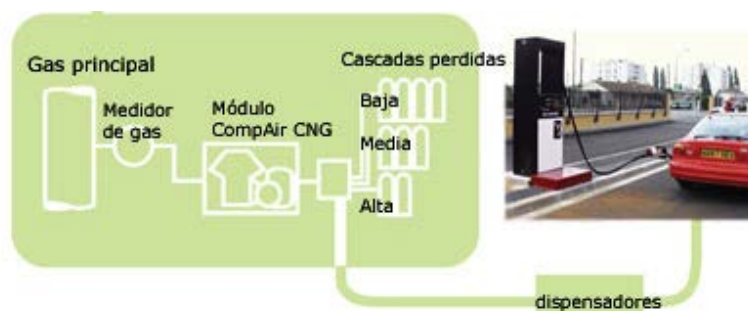 Gas principal
Medidor
de gas
Módulo
CompAir CNG
Cascadas perdidas
Baja
Media
Alta
dispensadores